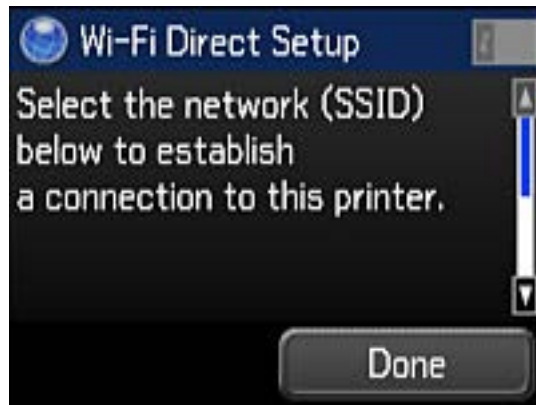 Wi-Fi Direct Setup
Select the network (SSID)
below to establish
a connection to this printer.
Done